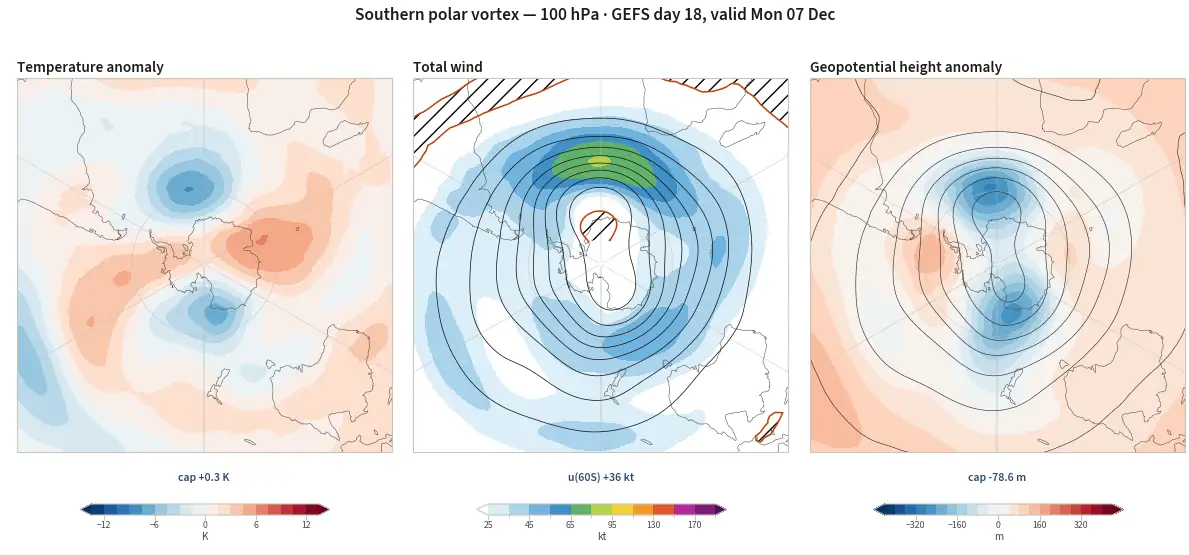 Southern polar vortex — 100 hPa · GEFS day 18, valid Mon 07 Dec
Temperature anomaly
Total wind
Geopotential height anomaly
cap +0.3 K
u(60S) +36 kt
cap -78.6 m
−12 −6 0 6 12
K
25 45 65 95 130 170
kt
−320 −160 0 160 320
m